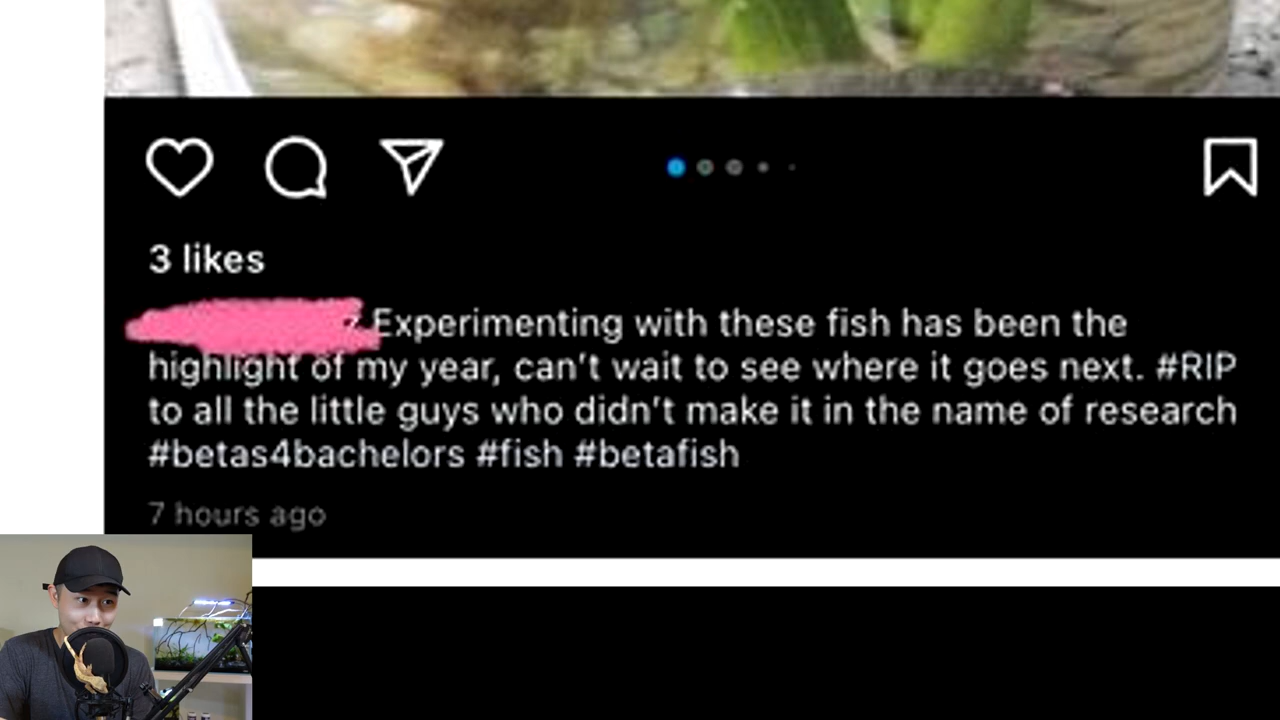 3 likes
Experimenting with these fish has been the
highlight of my year, can't wait to see where it goes next. #RIP
to all the little guys who didn't make it in the name of research
#betas4bachelors #fish #betafish
7 hours ago